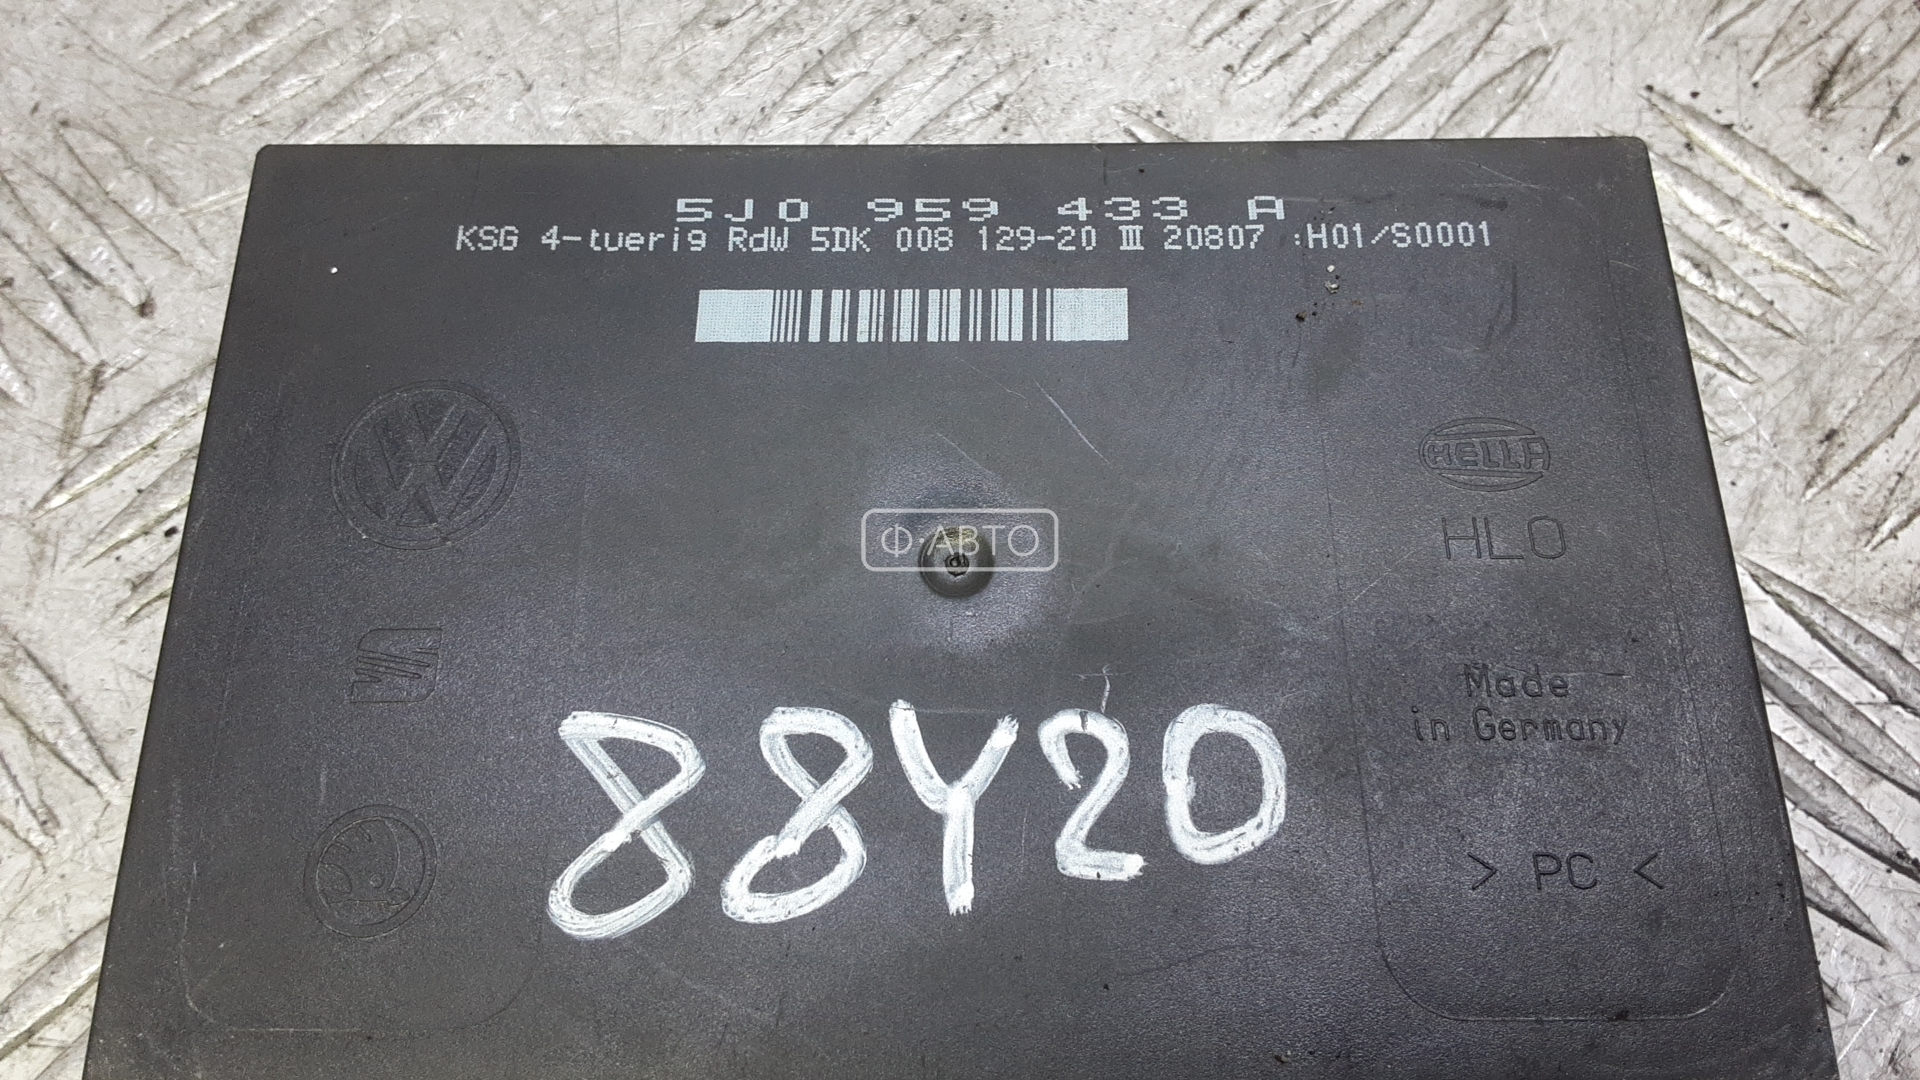 5J0 959 433 A
KSG 4-tuerig RdW 5DK 008 129-20 III 20807 :H01/S0001
HELLA
HLO
Ф·АВТО
Made
in Germany
88Y20
> PC <